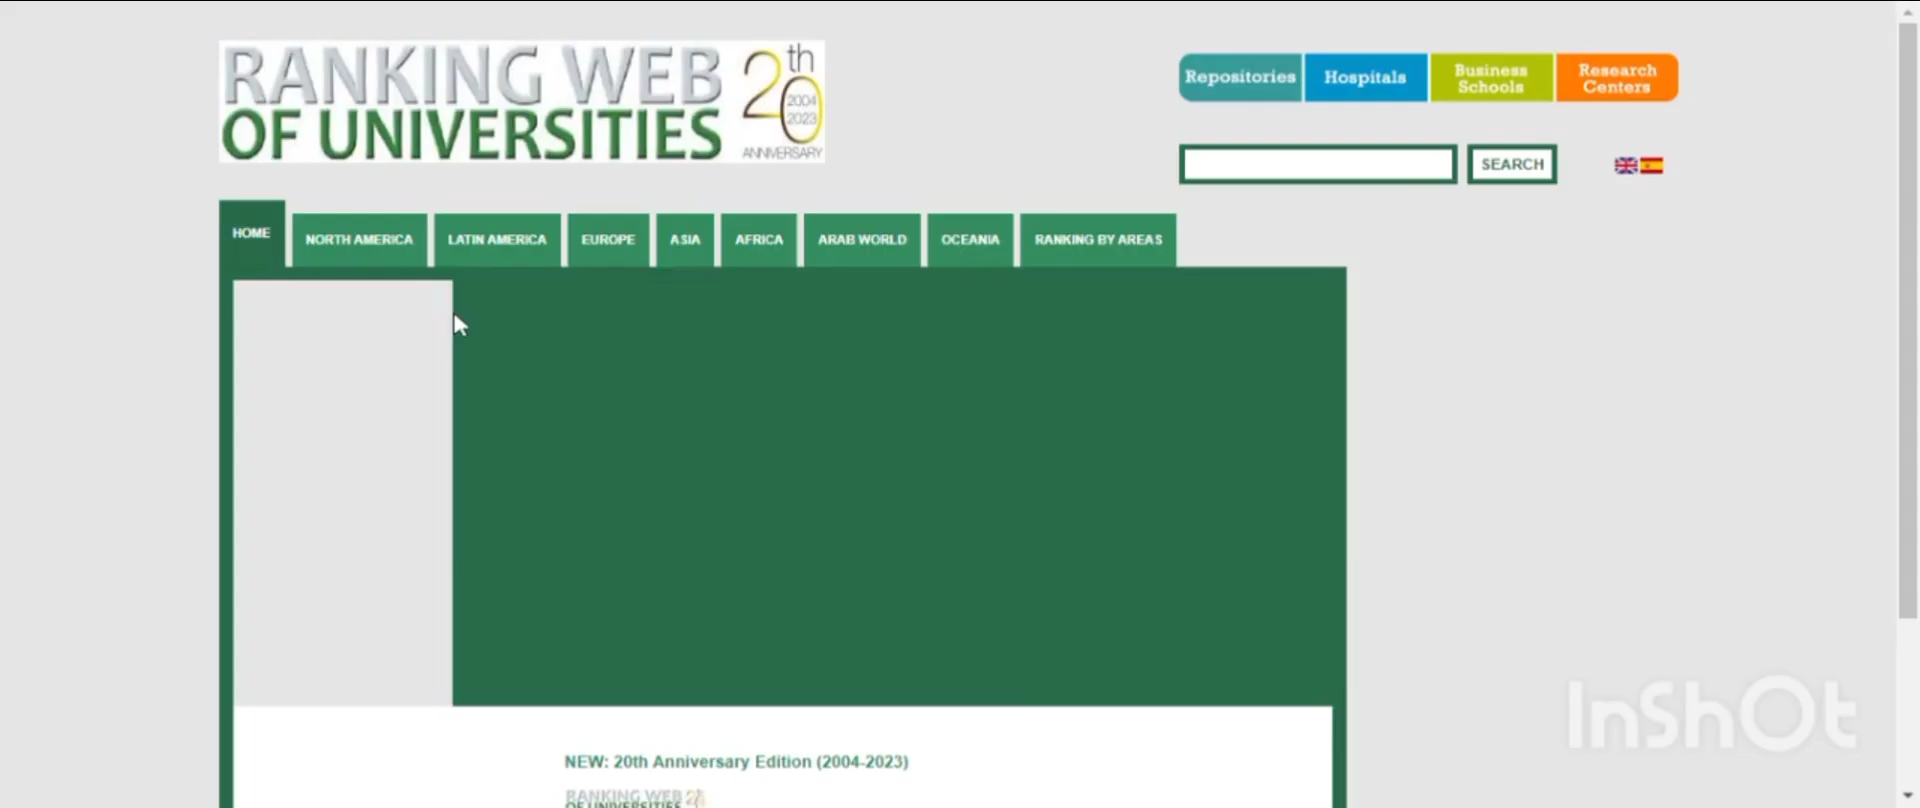 RANKING WEB
OF UNIVERSITIES
20th
2004
2023
ANNIVERSARY
Repositories
Hospitals
Business
Schools
Research
Centers
SEARCH
HOME
NORTH AMERICA
LATIN AMERICA
EUROPE
ASIA
AFRICA
ARAB WORLD
OCEANIA
RANKING BY AREAS
NEW: 20th Anniversary Edition (2004-2023)
RANKING WEB
OF UNIVERSITIES
InShOt